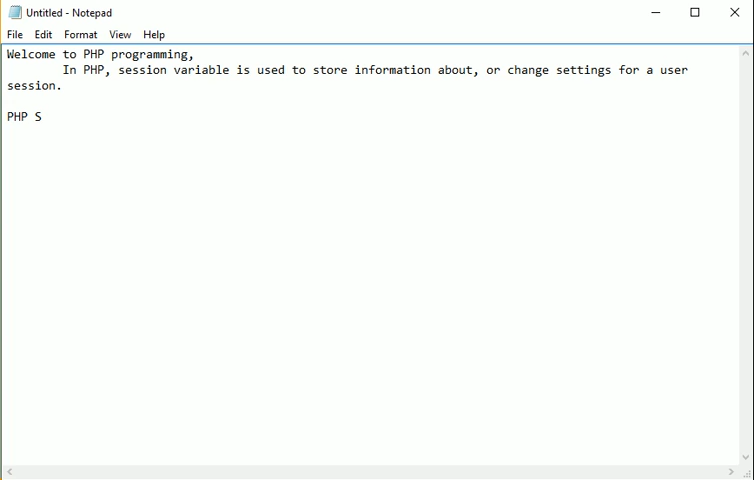 Untitled - Notepad
File Edit Format View Help
Welcome to PHP programming,
In PHP, session variable is used to store information about, or change settings for a user
session.
PHP S